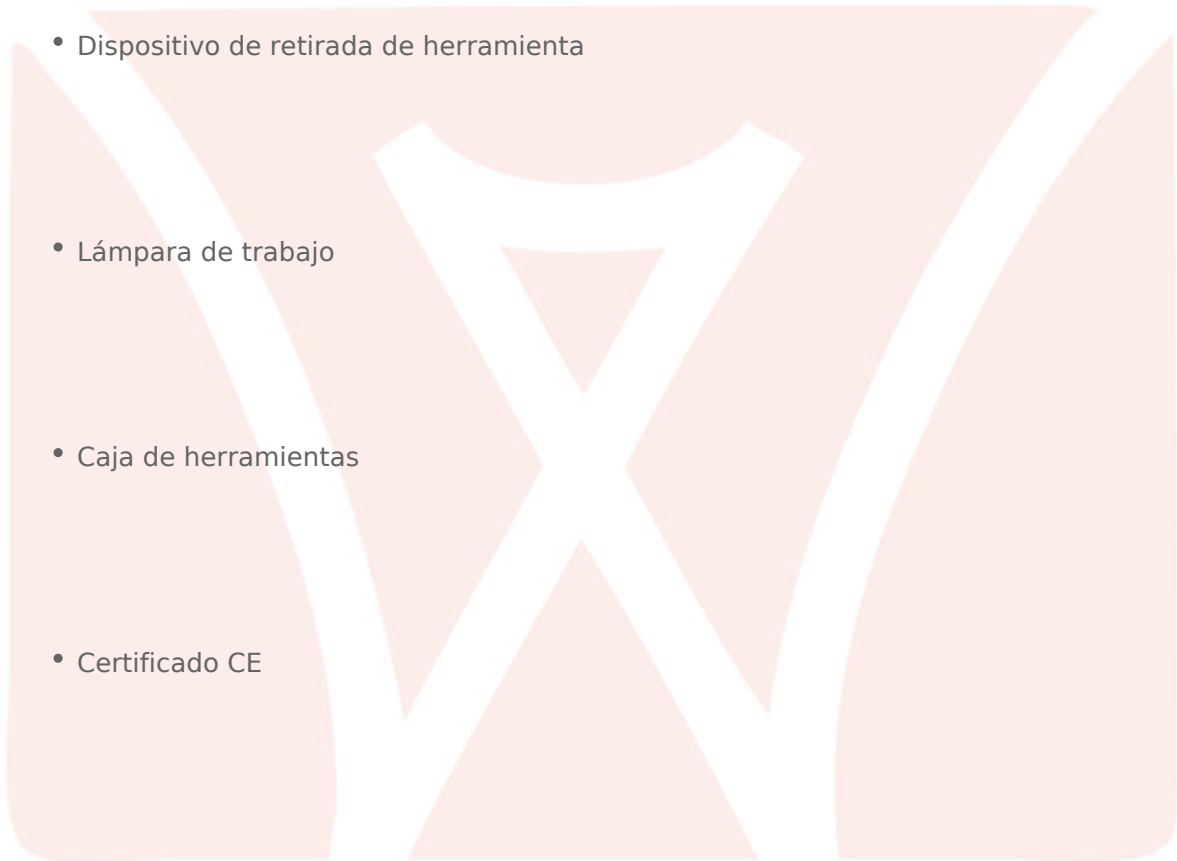 • Dispositivo de retirada de herramienta
• Lámpara de trabajo
• Caja de herramientas
• Certificado CE